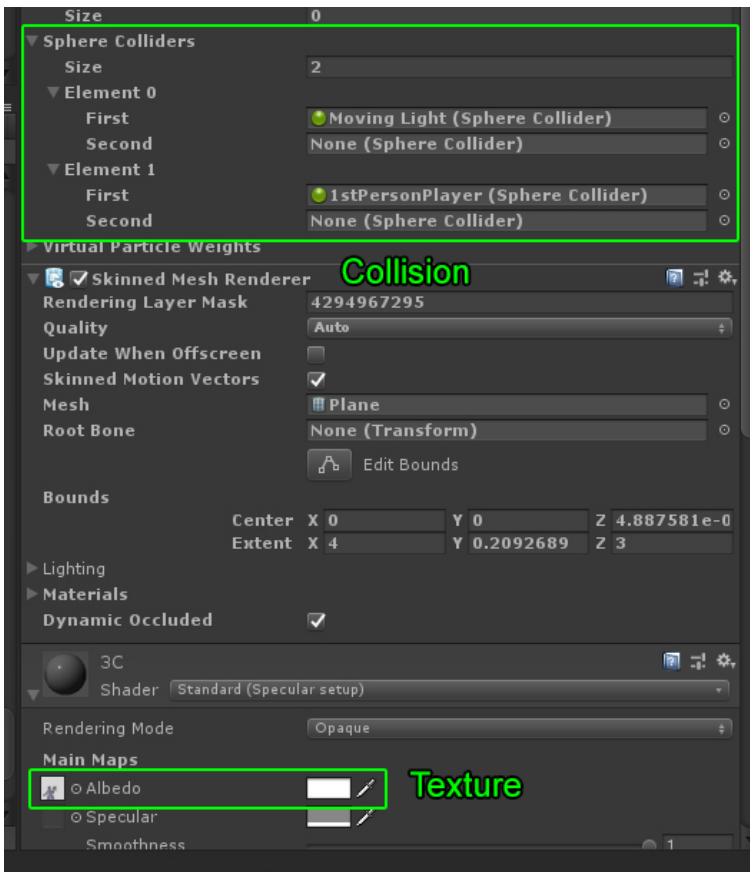 Size 0
Sphere Colliders
Size 2
Element 0
First Moving Light (Sphere Collider)
Second None (Sphere Collider)
Element 1
First 1stPersonPlayer (Sphere Collider)
Second None (Sphere Collider)
Virtual Particle Weights
Collision
Skinned Mesh Renderer
Rendering Layer Mask 4294967295
Quality Auto
Update When Offscreen
Skinned Motion Vectors
Mesh Plane
Root Bone None (Transform)
Edit Bounds
Bounds
Center X 0 Y 0 Z 4.887581e-0
Extent X 4 Y 0.2092689 Z 3
Lighting
Materials
Dynamic Occluded
3C
Shader Standard (Specular setup)
Rendering Mode Opaque
Main Maps
Albedo Texture
Specular
Smoothness 1